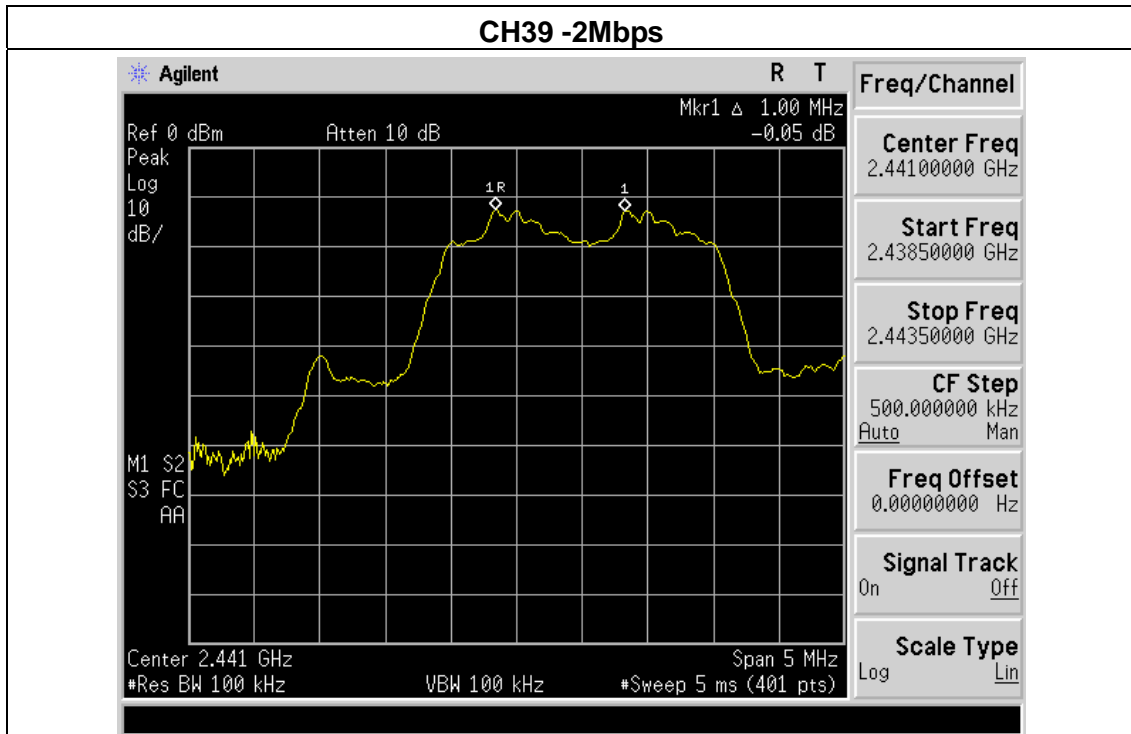 CH39 -2Mbps
Agilent
R T
Freq/Channel
Mkr1 Δ 1.00 MHz
Ref 0 dBm
Atten 10 dB
-0.05 dB
Peak
Log
10
dB/
1R
1
Center Freq
2.44100000 GHz
Start Freq
2.43850000 GHz
Stop Freq
2.44350000 GHz
CF Step
500.000000 kHz
Auto Man
M1 S2
S3 FC
AA
Freq Offset
0.00000000 Hz
Signal Track
On Off
Scale Type
Log Lin
Center 2.441 GHz
Span 5 MHz
#Res BW 100 kHz
VBW 100 kHz
#Sweep 5 ms (401 pts)